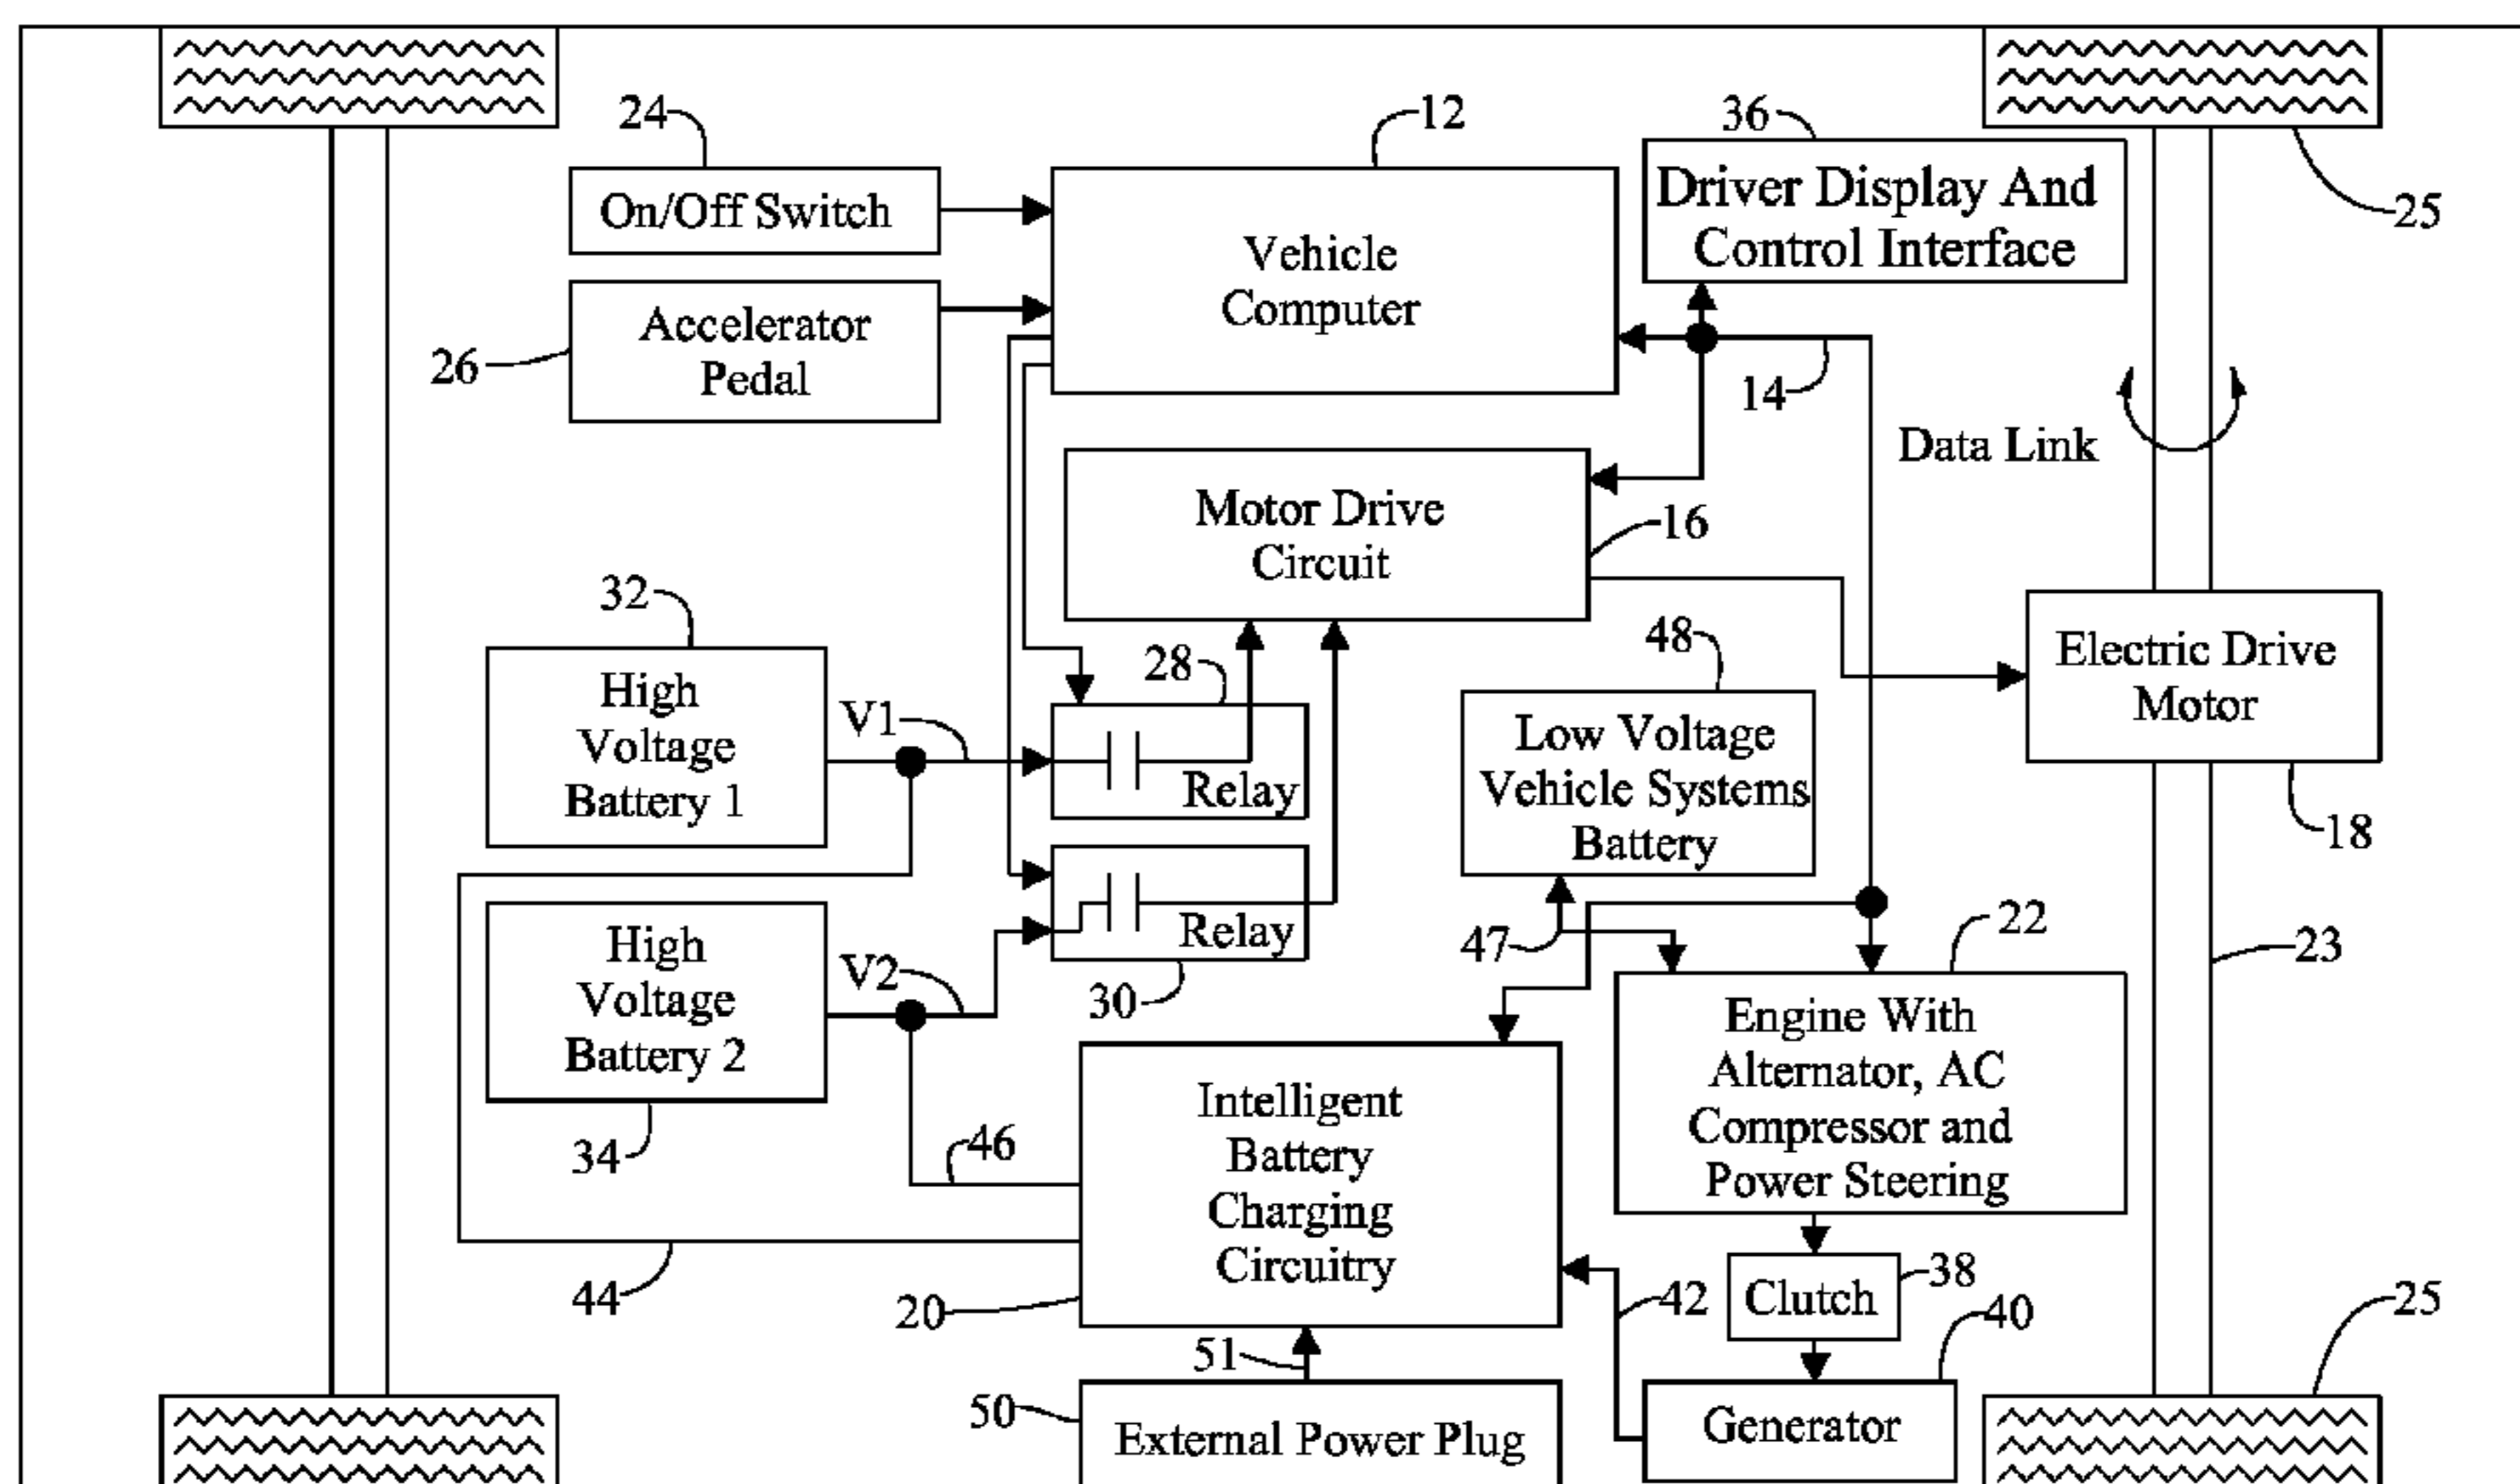 24
12
36
On/Off Switch
Vehicle
Computer
Driver Display And
Control Interface
25
Accelerator
Pedal
26
14
Data Link
Motor Drive
Circuit
16
32
High
Voltage
Battery 1
V1
28
Relay
48
Low Voltage
Vehicle Systems
Battery
Electric Drive
Motor
18
High
Voltage
Battery 2
34
V2
Relay
30
47
22
23
Engine With
Alternator, AC
Compressor and
Power Steering
46
44
Intelligent
Battery
Charging
Circuitry
20
42
Clutch
38
40
25
51
50
External Power Plug
Generator